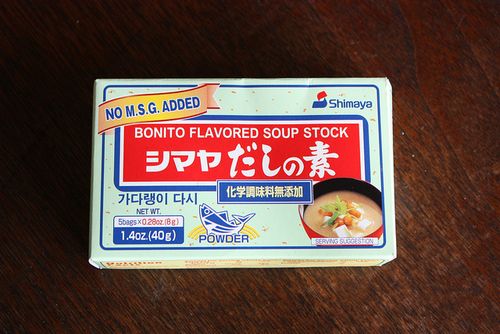 NO M.S.G. ADDED
Shimaya
BONITO FLAVORED SOUP STOCK
シマヤだしの素
化学調味料無添加
가다랭이 다시
NET WT.
5bags×0.28oz.(8g)
1.4oz.(40g)
POWDER
SERVING SUGGESTION